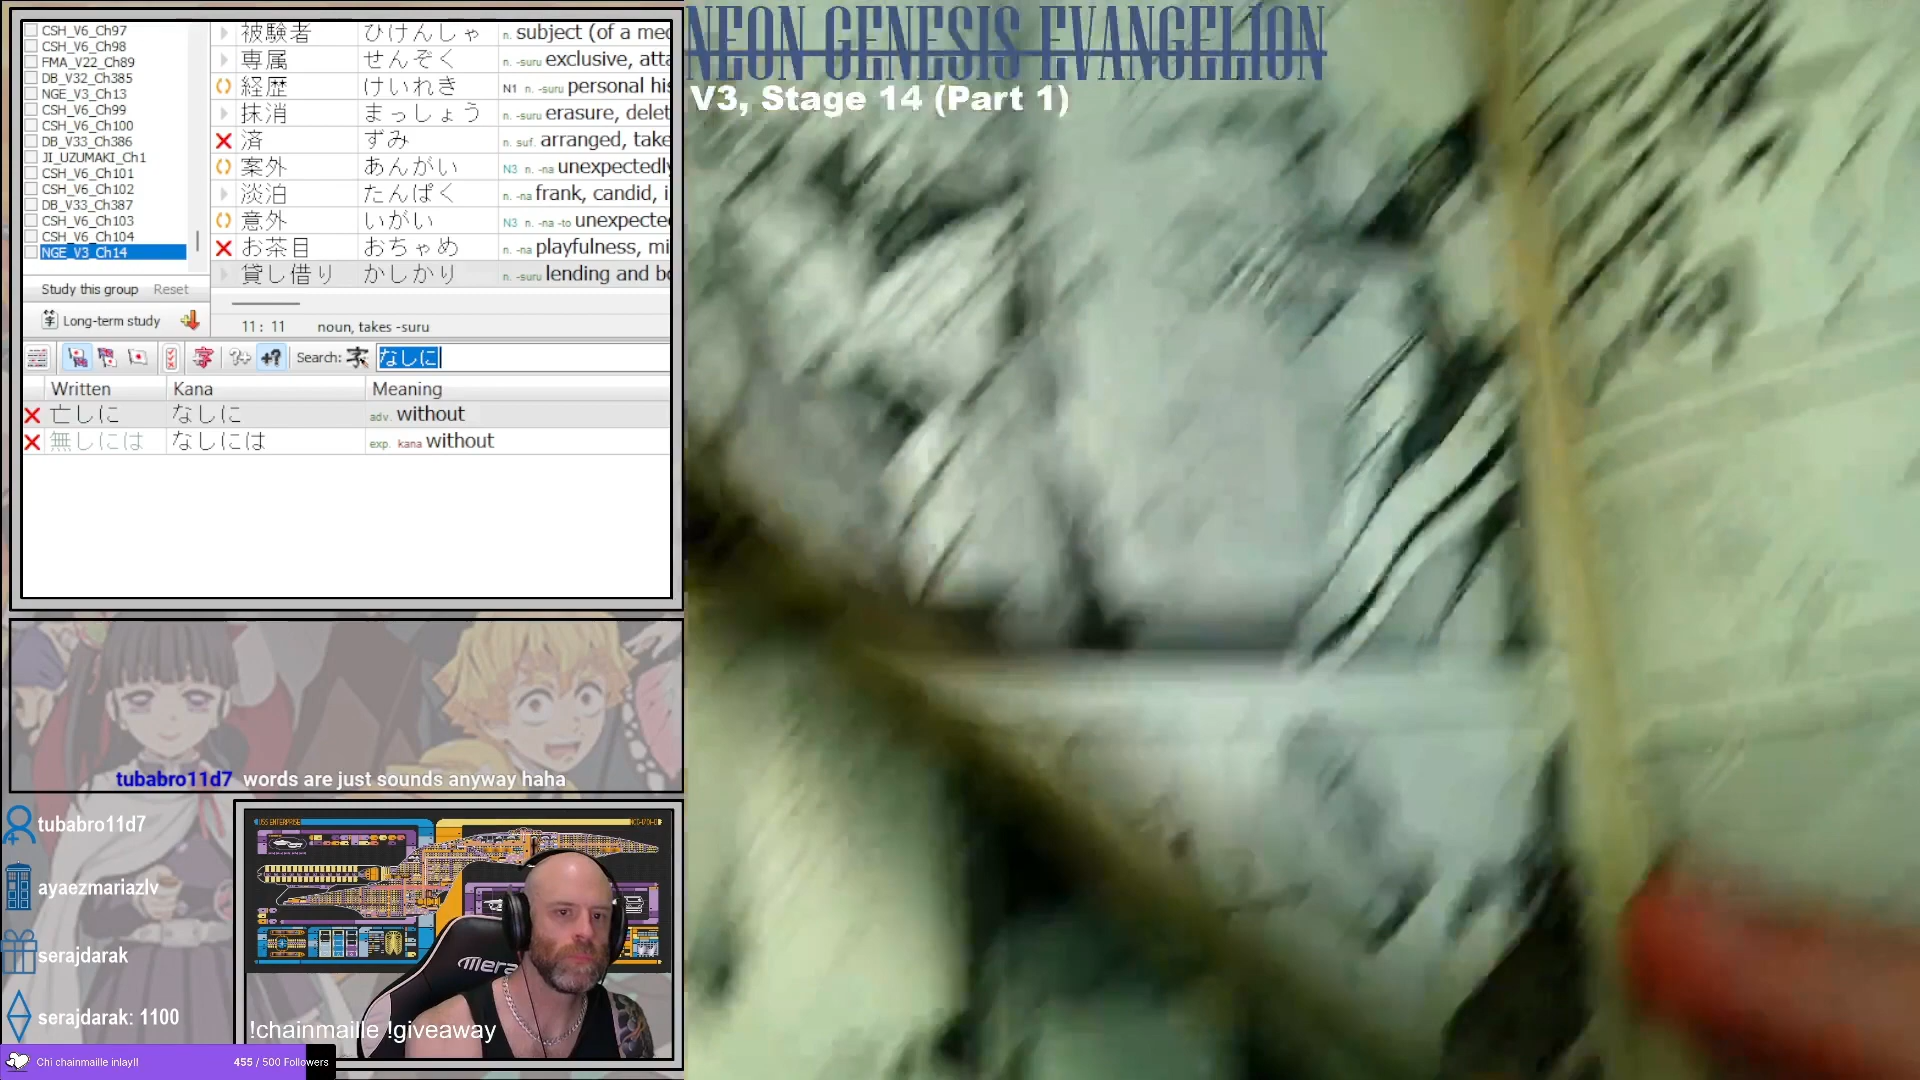 CSH_V6_Ch97
CSH_V6_Ch98
FMA_V22_Ch89
DB_V32_Ch385
NGE_V3_Ch13
CSH_V6_Ch99
CSH_V6_Ch100
DB_V33_Ch386
JI_UZUMAKI_Ch1
CSH_V6_Ch101
CSH_V6_Ch102
DB_V33_Ch387
CSH_V6_Ch103
CSH_V6_Ch104
NGE_V3_Ch14
Study this group Reset
Long-term study
被験者 ひけんしゃ n. subject (of a med
専属 せんぞく n. -suru exclusive, atta
経歴 けいれき N1 n. -suru personal his
抹消 まっしょう n. -suru erasure, delet
済 ずみ n. suf. arranged, take
案外 あんがい N3 n. -na unexpectedly
淡泊 たんぱく n. -na frank, candid, i
意外 いがい N3 n. -na -to unexpected
お茶目 おちゃめ n. -na playfulness, mi
貸し借り かしかり n. -suru lending and bo
11: 11 noun, takes -suru
Search: なしに
Written Kana Meaning
亡しに なしに adv. without
無しには なしには exp. kana without
NEON GENESIS EVANGELION
V3, Stage 14 (Part 1)
tubabro11d7 words are just sounds anyway haha
tubabro11d7
ayaezmariazlv
serajdarak
serajdarak: 1100
USS ENTERPRISE
mera
!chainmaille !giveaway
Chi chainmaille inlay!! 455 / 500 Followers